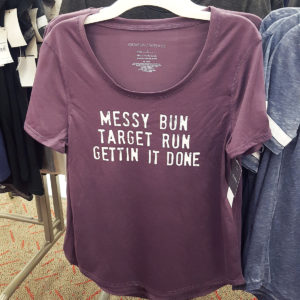 MESSY BUN
TARGET RUN
GETTIN IT DONE